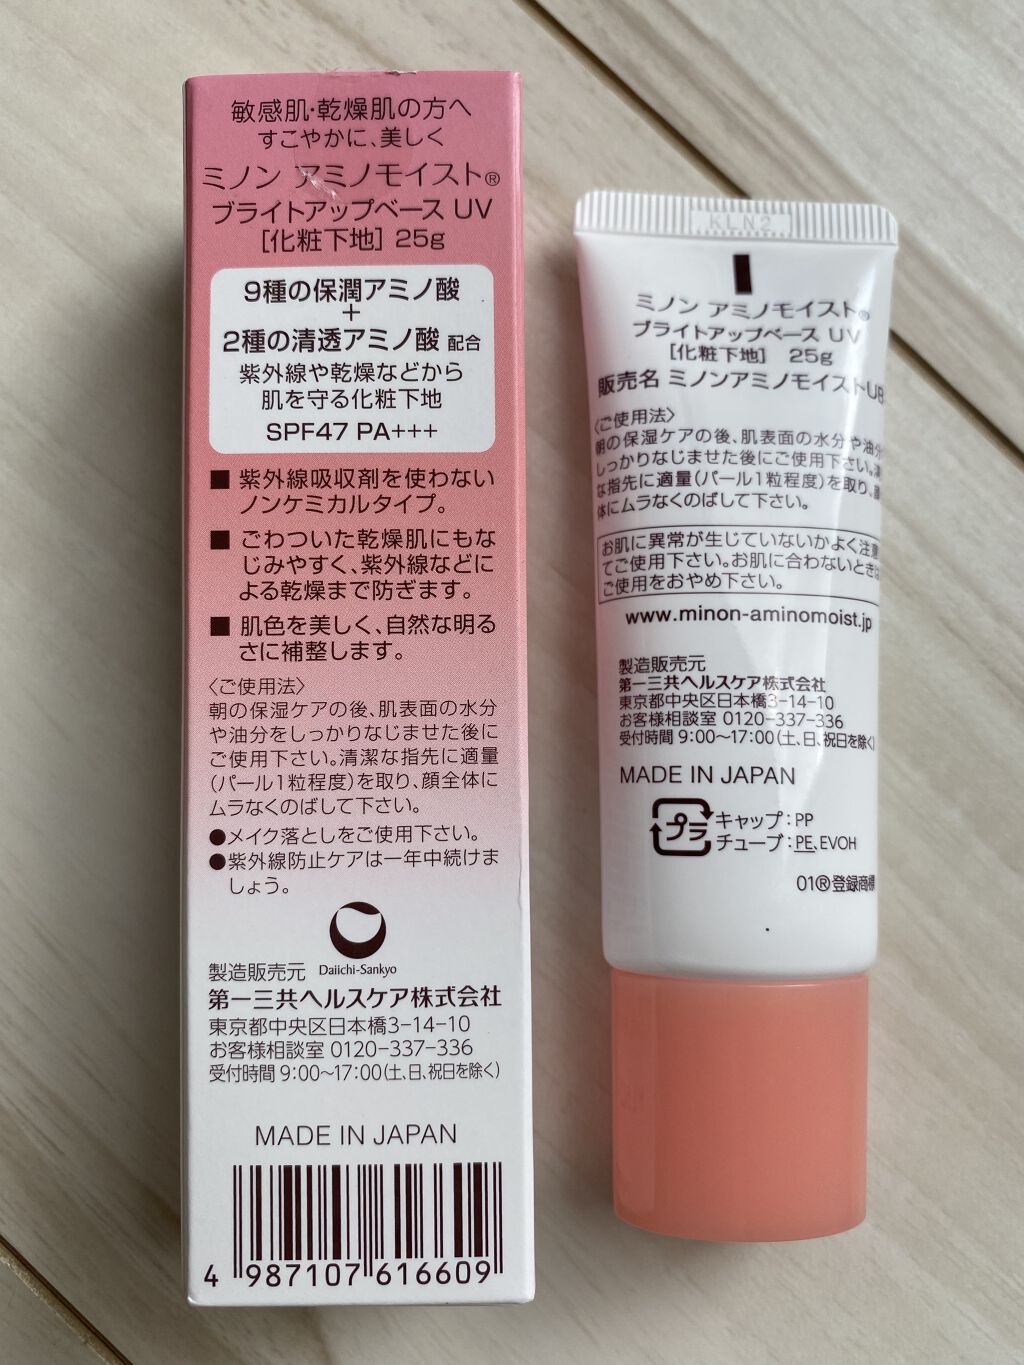 敏感肌・乾燥肌の方へ
すこやかに、美しく
ミノン アミノモイスト®
ブライトアップベース UV
[化粧下地] 25g
9種の保潤アミノ酸
+
2種の清透アミノ酸 配合
紫外線や乾燥などから
肌を守る化粧下地
SPF47 PA+++
■ 紫外線吸収剤を使わない
ノンケミカルタイプ。
■ ごわついた乾燥肌にもな
じみやすく、紫外線などに
よる乾燥まで防ぎます。
■ 肌色を美しく、自然な明る
さに補整します。
〈ご使用法〉
朝の保湿ケアの後、肌表面の水分
や油分をしっかりなじませた後に
ご使用下さい。清潔な指先に適量
(パール1粒程度)を取り、顔全体に
ムラなくのばして下さい。
●メイク落としをご使用下さい。
●紫外線防止ケアは一年中続けま
しょう。
Daiichi-Sankyo
製造販売元
第一三共ヘルスケア株式会社
東京都中央区日本橋3-14-10
お客様相談室 0120-337-336
受付時間 9:00~17:00(土、日、祝日を除く)
MADE IN JAPAN
4 987107 616609
KLN2
ミノン アミノモイスト®
ブライトアップベース UV
[化粧下地] 25g
販売名 ミノンアミノモイストUB
〈ご使用法〉
朝の保湿ケアの後、肌表面の水分や油分
しっかりなじませた後にご使用下さい。清
な指先に適量(パール1粒程度)を取り、顔
体にムラなくのばして下さい。
お肌に異常が生じていないかよく注意
てご使用下さい。お肌に合わないときは
ご使用をおやめ下さい。
www.minon-aminomoist.jp
製造販売元
第一三共ヘルスケア株式会社
東京都中央区日本橋3-14-10
お客様相談室 0120-337-336
受付時間 9:00~17:00(土、日、祝日を除く)
MADE IN JAPAN
プラ
キャップ:PP
チューブ:PE、EVOH
01®登録商標